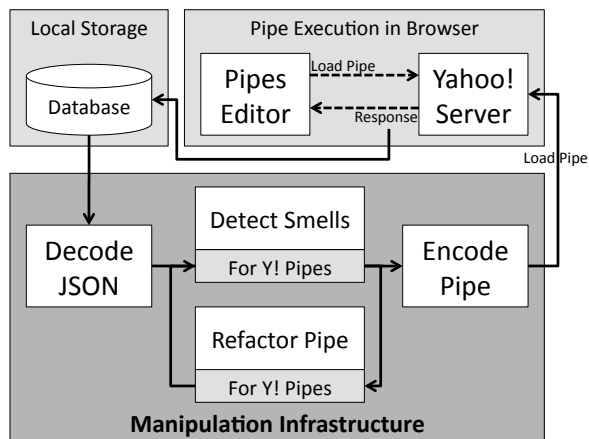 Local Storage
Pipe Execution in Browser
Database
Pipes
Editor
Load Pipe
Response
Yahoo!
Server
Load Pipe
Decode
JSON
Detect Smells
For Y! Pipes
Encode
Pipe
Refactor Pipe
For Y! Pipes
Manipulation Infrastructure